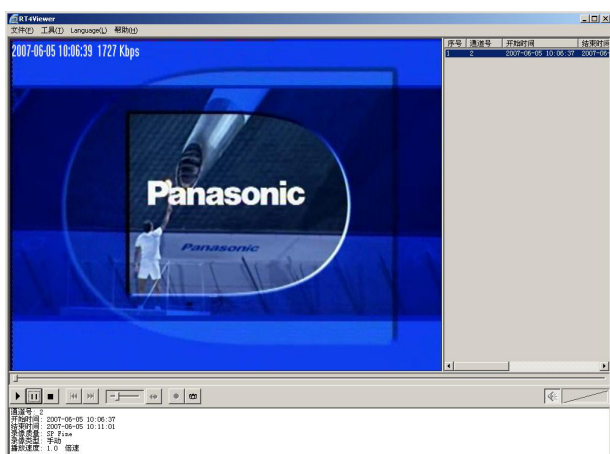 RT4Viewer
文件(F) 工具(T) Language(L) 帮助(H)
2007-06-05 10:06:39 1727 Kbps
序号 通道号 开始时间 结束时间
1 2 2007-06-05 10:06:37 2007-06-
Panasonic
Panasonic
通道号: 2
开始时间: 2007-06-05 10:06:37
结束时间: 2007-06-05 10:11:01
录像质量: SP Fine
录像类型: 手动
播放速度: 1.0 倍速